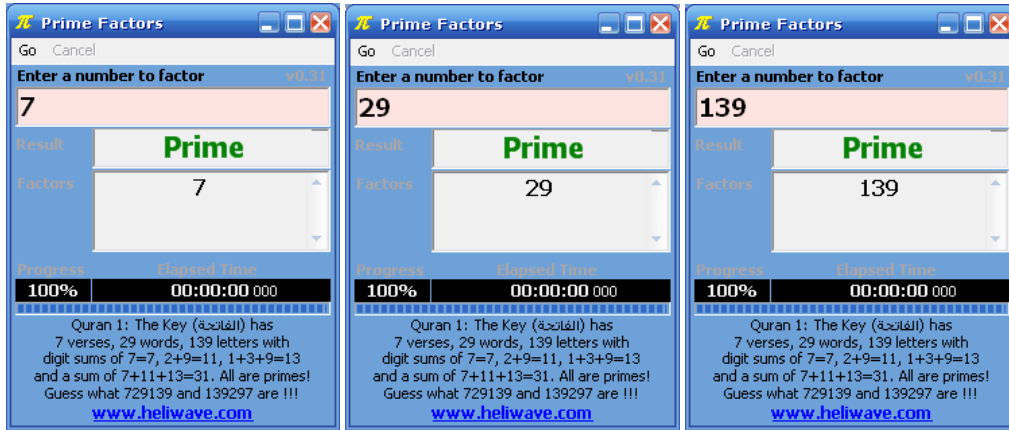 Prime Factors
Go Cancel
Enter a number to factor v0.31
7
Result Prime
Factors 7
Progress Elapsed Time
100% 00:00:00 000
Quran 1: The Key (الفاتحة) has
7 verses, 29 words, 139 letters with
digit sums of 7=7, 2+9=11, 1+3+9=13
and a sum of 7+11+13=31. All are primes!
Guess what 729139 and 139297 are !!!
www.heliwave.com
Prime Factors
Go Cancel
Enter a number to factor v0.31
29
Result Prime
Factors 29
Progress Elapsed Time
100% 00:00:00 000
Quran 1: The Key (الفاتحة) has
7 verses, 29 words, 139 letters with
digit sums of 7=7, 2+9=11, 1+3+9=13
and a sum of 7+11+13=31. All are primes!
Guess what 729139 and 139297 are !!!
www.heliwave.com
Prime Factors
Go Cancel
Enter a number to factor v0.31
139
Result Prime
Factors 139
Progress Elapsed Time
100% 00:00:00 000
Quran 1: The Key (الفاتحة) has
7 verses, 29 words, 139 letters with
digit sums of 7=7, 2+9=11, 1+3+9=13
and a sum of 7+11+13=31. All are primes!
Guess what 729139 and 139297 are !!!
www.heliwave.com